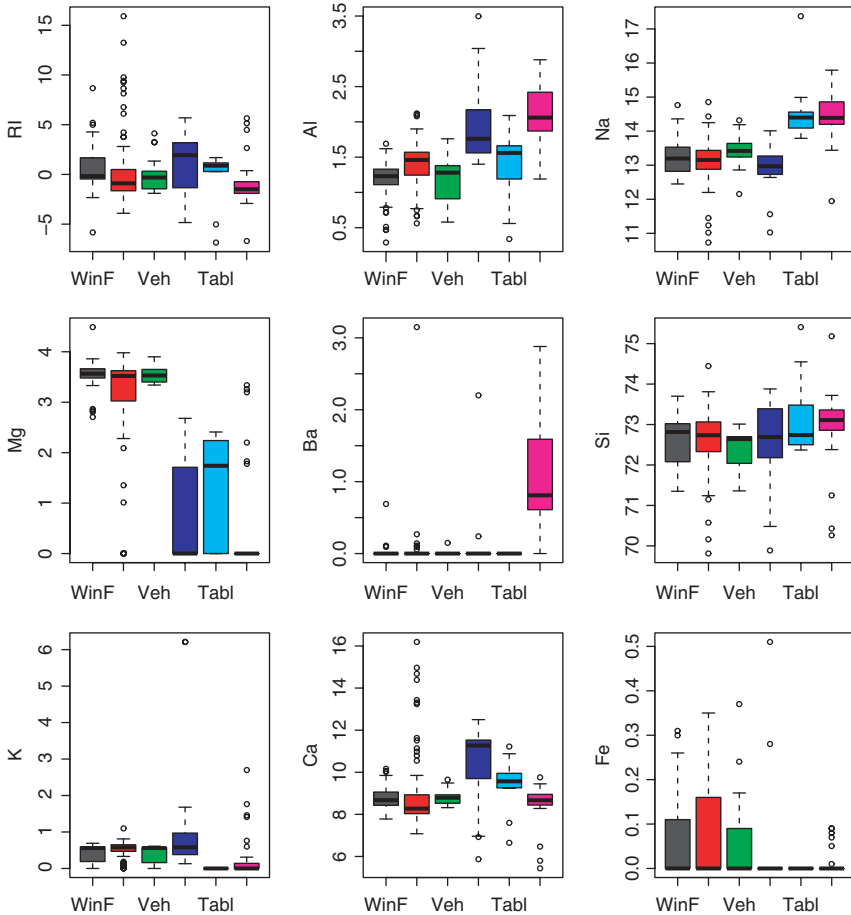 RI
15
10
5
0
−5
WinF Veh Tabl
Al
3.5
2.5
1.5
0.5
WinF Veh Tabl
Na
17
16
15
14
13
12
11
WinF Veh Tabl
Mg
4
3
2
1
0
WinF Veh Tabl
Ba
3.0
2.0
1.0
0.0
WinF Veh Tabl
Si
75
74
73
72
71
70
WinF Veh Tabl
K
6
5
4
3
2
1
0
WinF Veh Tabl
Ca
16
14
12
10
8
6
WinF Veh Tabl
Fe
0.5
0.4
0.3
0.2
0.1
0.0
WinF Veh Tabl